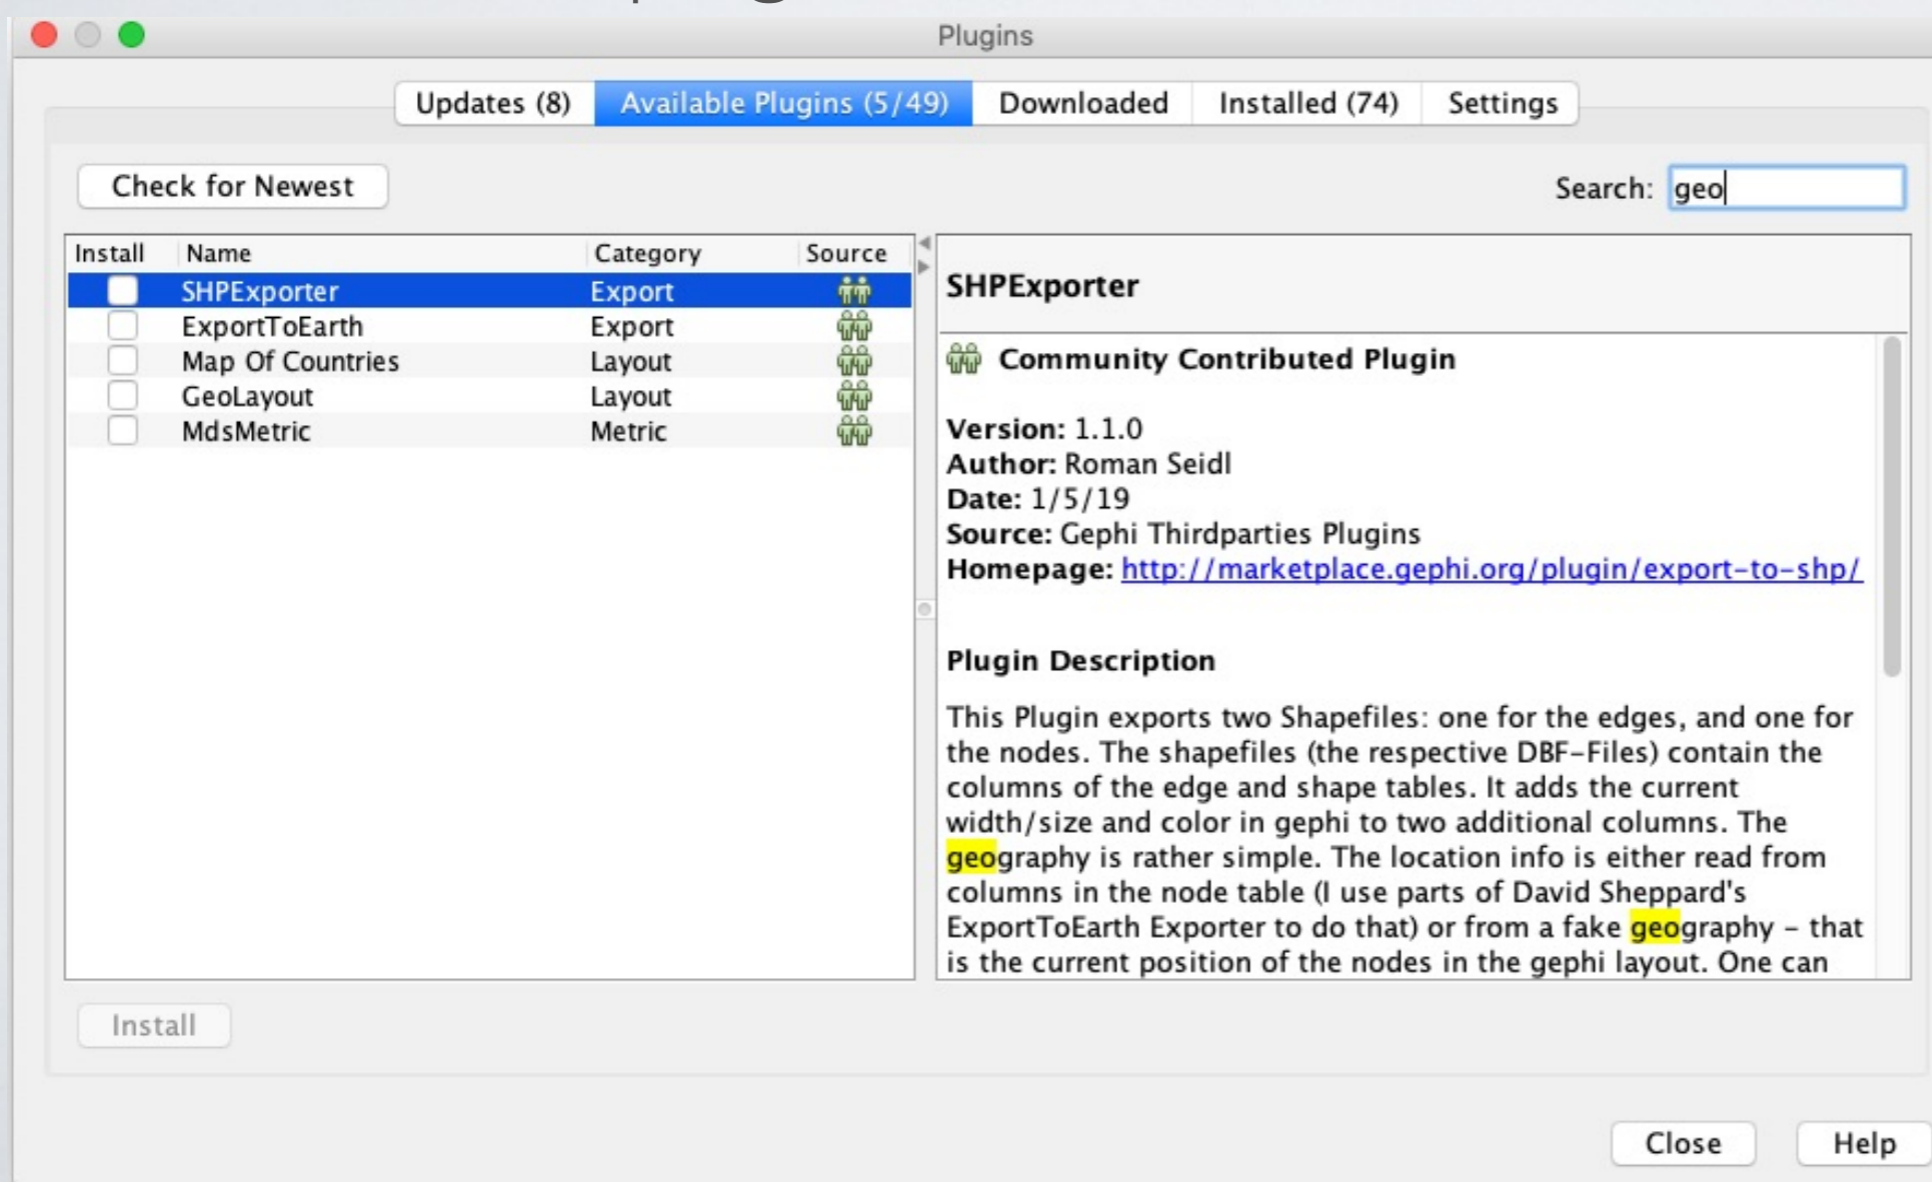 Plugins
Updates (8) Available Plugins (5/49) Downloaded Installed (74) Settings
Check for Newest
Search: geo
Install Name Category Source
SHPExporter Export
ExportToEarth Export
Map Of Countries Layout
GeoLayout Layout
MdsMetric Metric
SHPExporter
Community Contributed Plugin
Version: 1.1.0
Author: Roman Seidl
Date: 1/5/19
Source: Gephi Thirdparties Plugins
Homepage: http://marketplace.gephi.org/plugin/export-to-shp/
Plugin Description
This Plugin exports two Shapefiles: one for the edges, and one for
the nodes. The shapefiles (the respective DBF-Files) contain the
columns of the edge and shape tables. It adds the current
width/size and color in gephi to two additional columns. The
geography is rather simple. The location info is either read from
columns in the node table (I use parts of David Sheppard's
ExportToEarth Exporter to do that) or from a fake geography – that
is the current position of the nodes in the gephi layout. One can
Install
Close Help